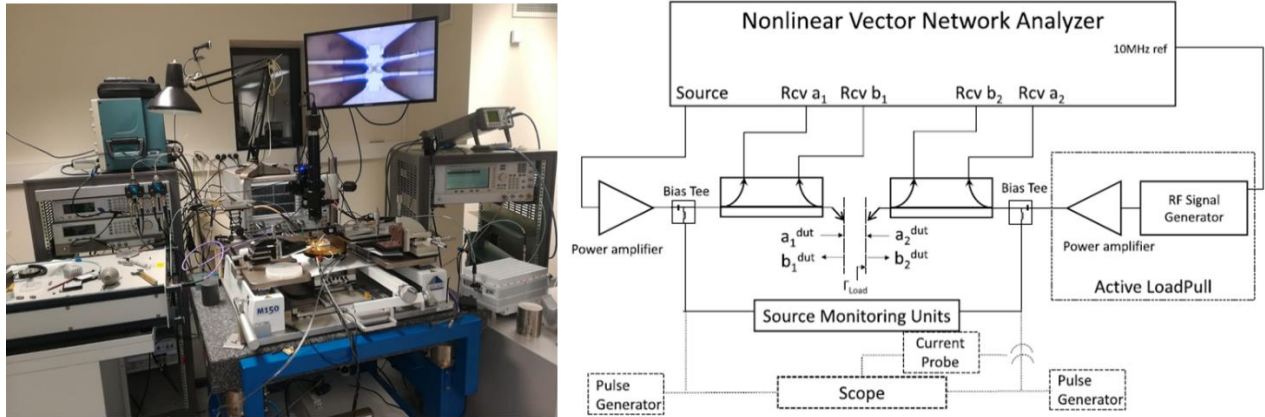 M150
Nonlinear Vector Network Analyzer
10MHz ref
Source
Rcv a1
Rcv b1
Rcv b2
Rcv a2
Bias Tee
Bias Tee
RF Signal
Generator
Power amplifier
Power amplifier
a1dut
a2dut
b1dut
b2dut
ΓLoad
Active LoadPull
Source Monitoring Units
Current
Probe
Pulse
Generator
Scope
Pulse
Generator